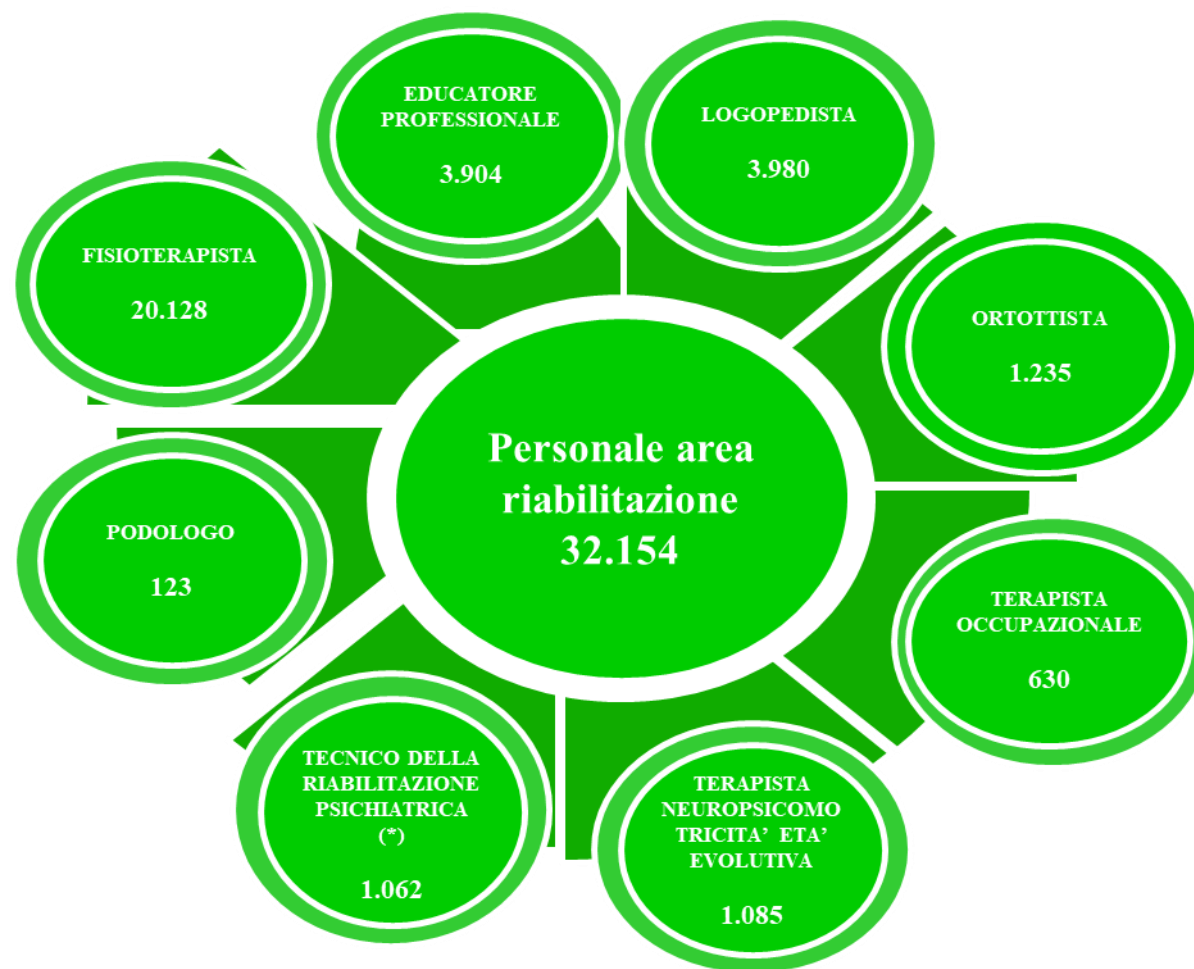 EDUCATORE
PROFESSIONALE
3.904
LOGOPEDISTA
3.980
FISIOTERAPISTA
20.128
ORTOTTISTA
1.235
Personale area
riabilitazione
32.154
PODOLOGO
123
TERAPISTA
OCCUPAZIONALE
630
TECNICO DELLA
RIABILITAZIONE
PSICHIATRICA
(*)
1.062
TERAPISTA
NEUROPSICOMO
TRICITA’ ETA’
EVOLUTIVA
1.085